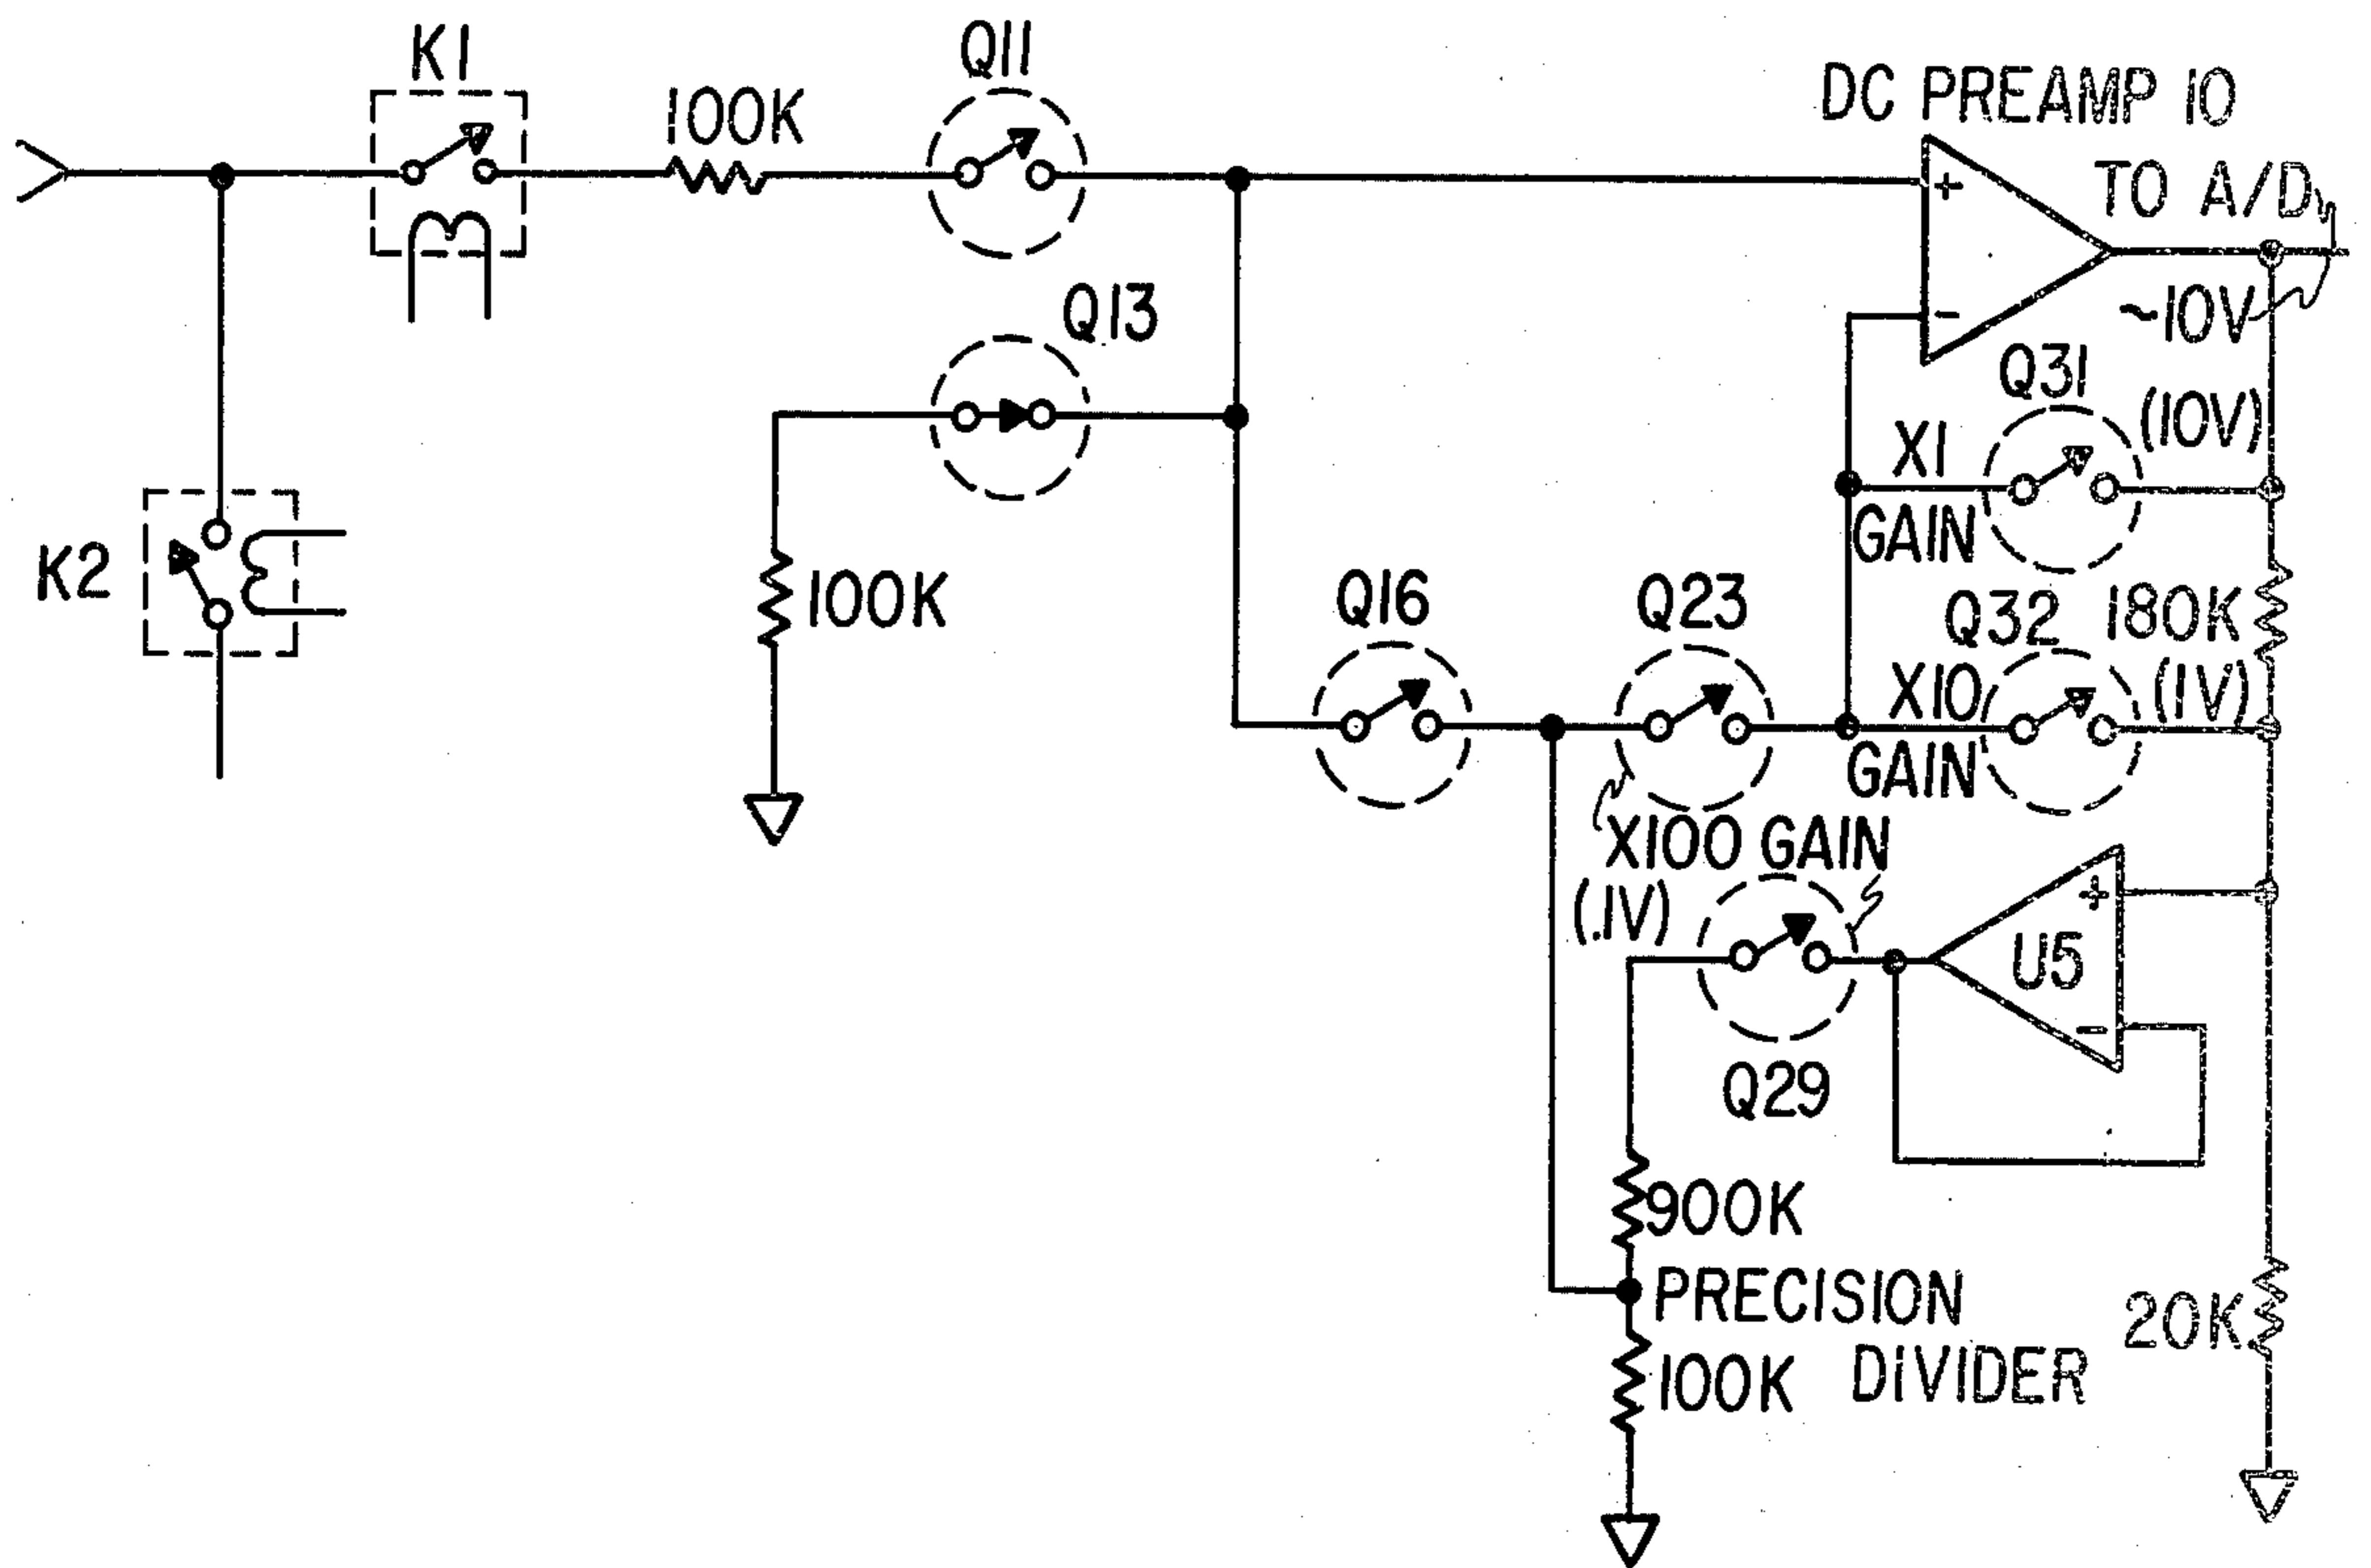 K1
Q11
100K
DC PREAMP 10
+
TO A/D
-
~10V
Q13
Q31
(10V)
X1
GAIN
K2
100K
Q16
Q23
Q32
180K
X10
(1V)
GAIN
X100 GAIN
(.1V)
+
U5
-
Q29
900K
PRECISION
DIVIDER
100K
20K